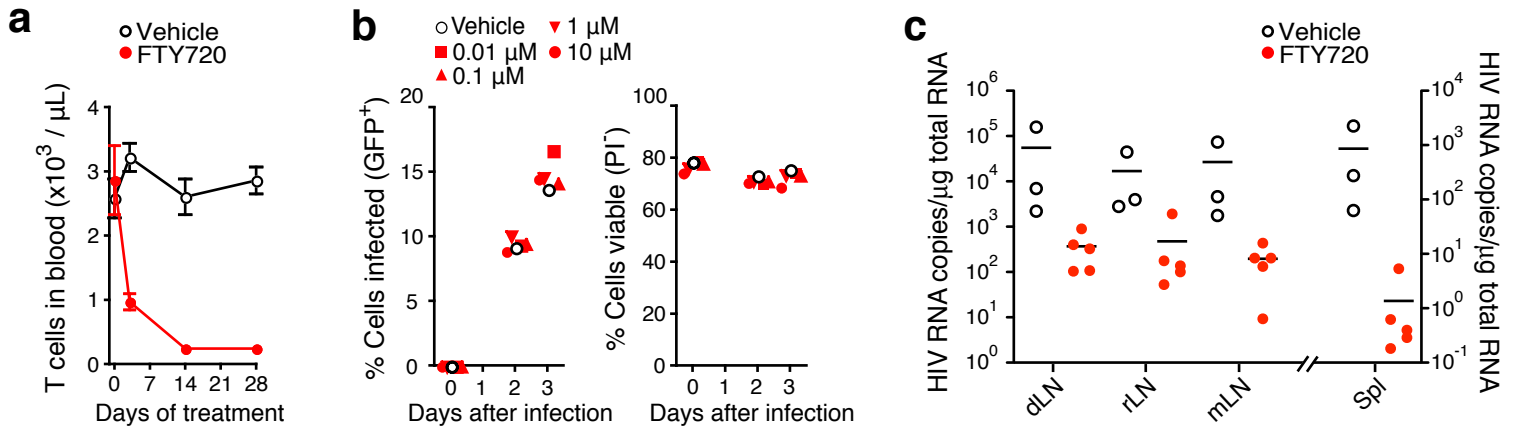 a
Vehicle
FTY720
T cells in blood (x10³ / µL)
4
3
2
1
0
0 7 14 21 28
Days of treatment
b
Vehicle
0.01 µM
0.1 µM
1 µM
10 µM
% Cells infected (GFP⁺)
20
15
10
5
0
0 1 2 3
Days after infection
% Cells viable (PI⁻)
100
80
60
40
20
0
0 1 2 3
Days after infection
c
Vehicle
FTY720
HIV RNA copies/µg total RNA
10⁶
10⁵
10⁴
10³
10²
10¹
10⁰
dLN rLN mLN Spl
10⁴
10³
10²
10¹
10⁰
10⁻¹
HIV RNA copies/µg total RNA